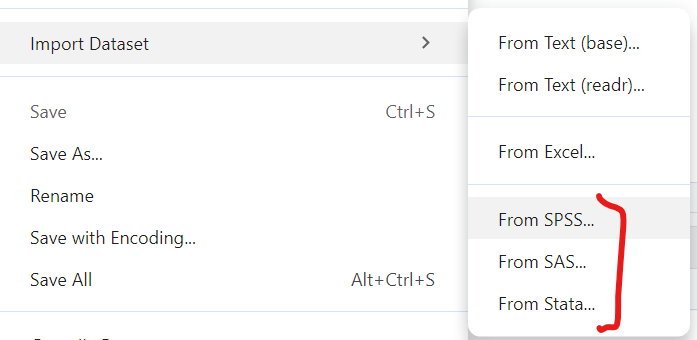 Import Dataset
Save Ctrl+S
Save As...
Rename
Save with Encoding...
Save All Alt+Ctrl+S
From Text (base)...
From Text (readr)...
From Excel...
From SPSS...
From SAS...
From Stata...